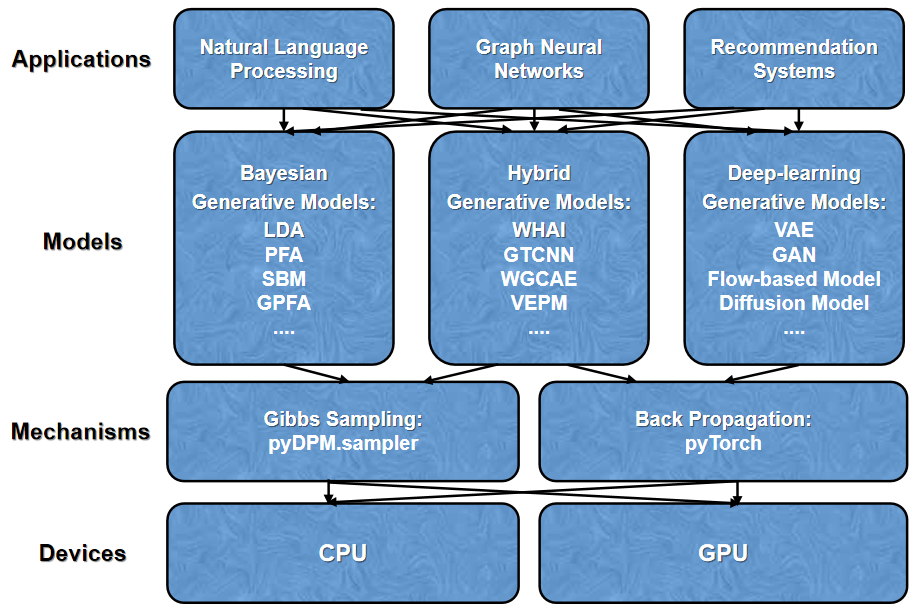 Applications
Natural Language
Processing
Graph Neural
Networks
Recommendation
Systems
Models
Bayesian
Generative Models:
LDA
PFA
SBM
GPFA
....
Hybrid
Generative Models:
WHAI
GTCNN
WGCAE
VEPM
....
Deep-learning
Generative Models:
VAE
GAN
Flow-based Model
Diffusion Model
....
Mechanisms
Gibbs Sampling:
pyDPM.sampler
Back Propagation:
pyTorch
Devices
CPU
GPU